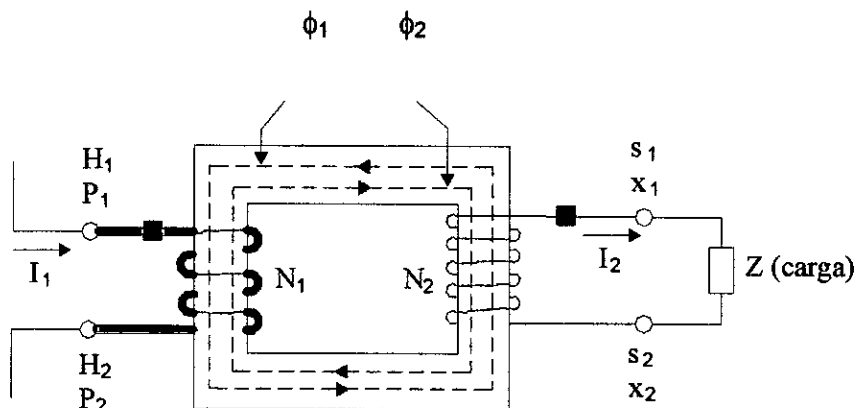 ϕ₁ ϕ₂
H₁
P₁
I₁
H₂
P₂
N₁ N₂
s₁
x₁
I₂
Z (carga)
s₂
x₂